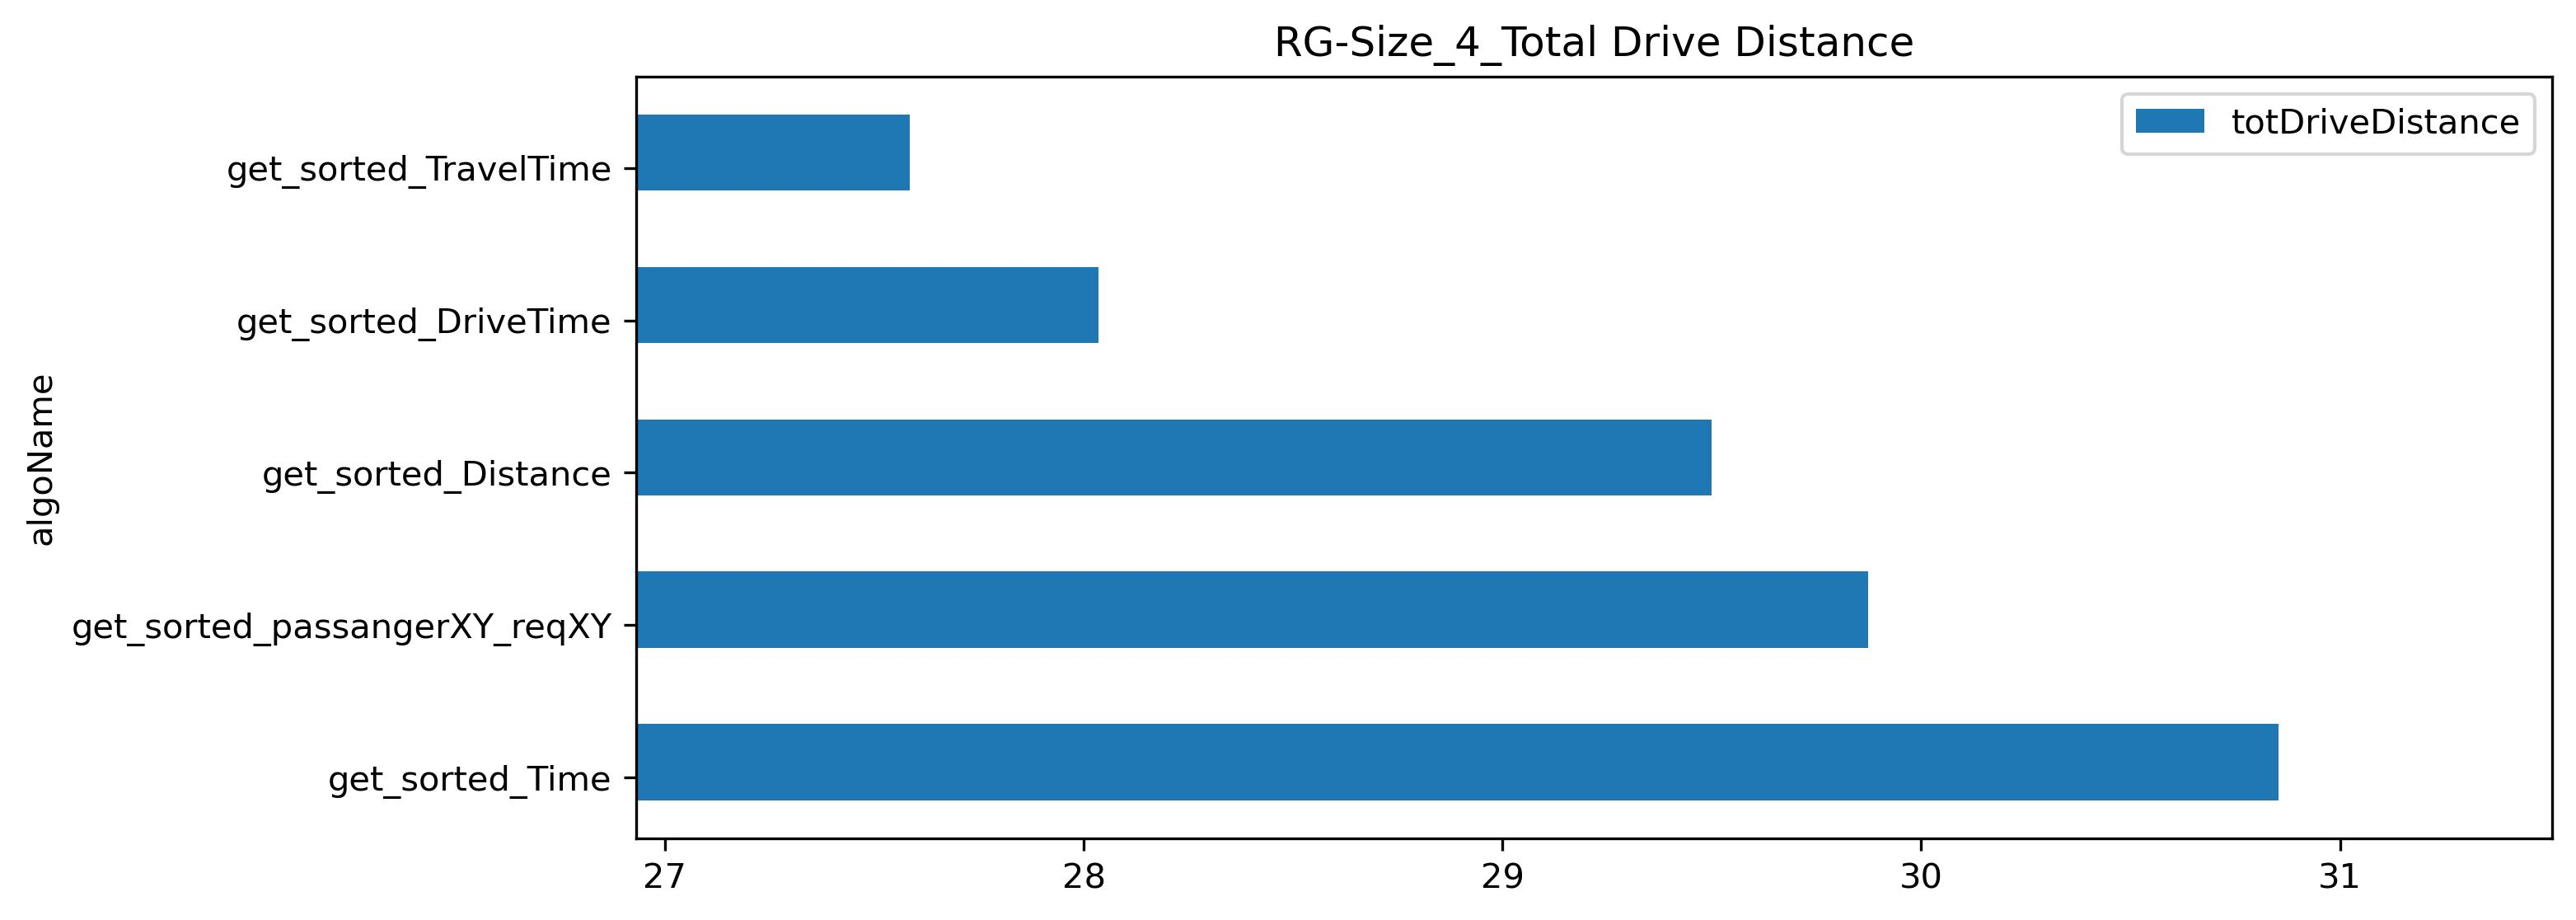 RG-Size_4_Total Drive Distance
totDriveDistance
get_sorted_TravelTime
get_sorted_DriveTime
get_sorted_Distance
get_sorted_passangerXY_reqXY
get_sorted_Time
algoName
27 28 29 30 31